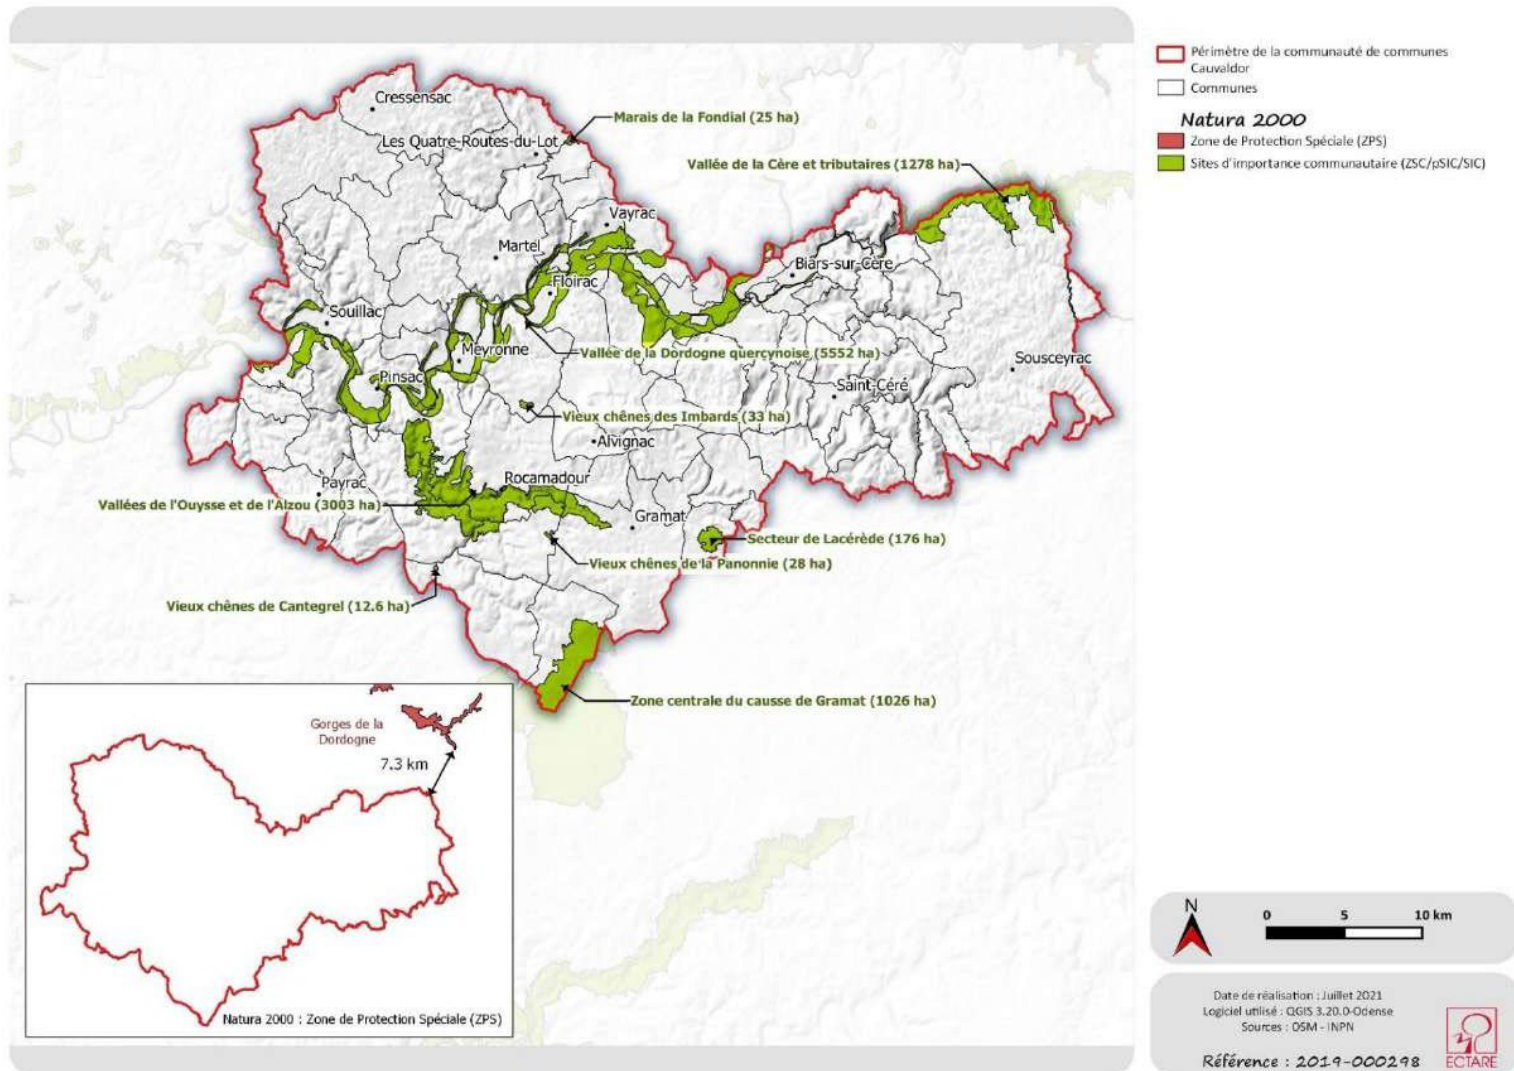 Cressensac
Les Quatre-Routes-du-Lot
Marais de la Fondial (25 ha)
Vallée de la Cère et tributaires (1278 ha)
Vayrac
Martel
Biars-sur-Cère
Floirac
Souillac
Meyronne
Vallée de la Dordogne quercynoise (5552 ha)
Sousceyrac
Pinsac
Saint-Céré
Vieux chênes des Imbards (33 ha)
Alvignac
Payrac
Rocamadour
Vallées de l'Ouysse et de l'Alzou (3003 ha)
Gramat
Secteur de Lacérède (176 ha)
Vieux chênes de la Panonnie (28 ha)
Vieux chênes de Cantegrel (12.6 ha)
Zone centrale du causse de Gramat (1026 ha)
Gorges de la
Dordogne
7.3 km
Natura 2000 : Zone de Protection Spéciale (ZPS)
Périmètre de la communauté de communes
Cauvaldor
Communes
Natura 2000
Zone de Protection Spéciale (ZPS)
Sites d'importance communautaire (ZSC/pSIC/SIC)
N
0 5 10 km
Date de réalisation : Juillet 2021
Logiciel utilisé : QGIS 3.20.0-Odense
Sources : OSM - INPN
Référence : 2019-000298
ECTARE